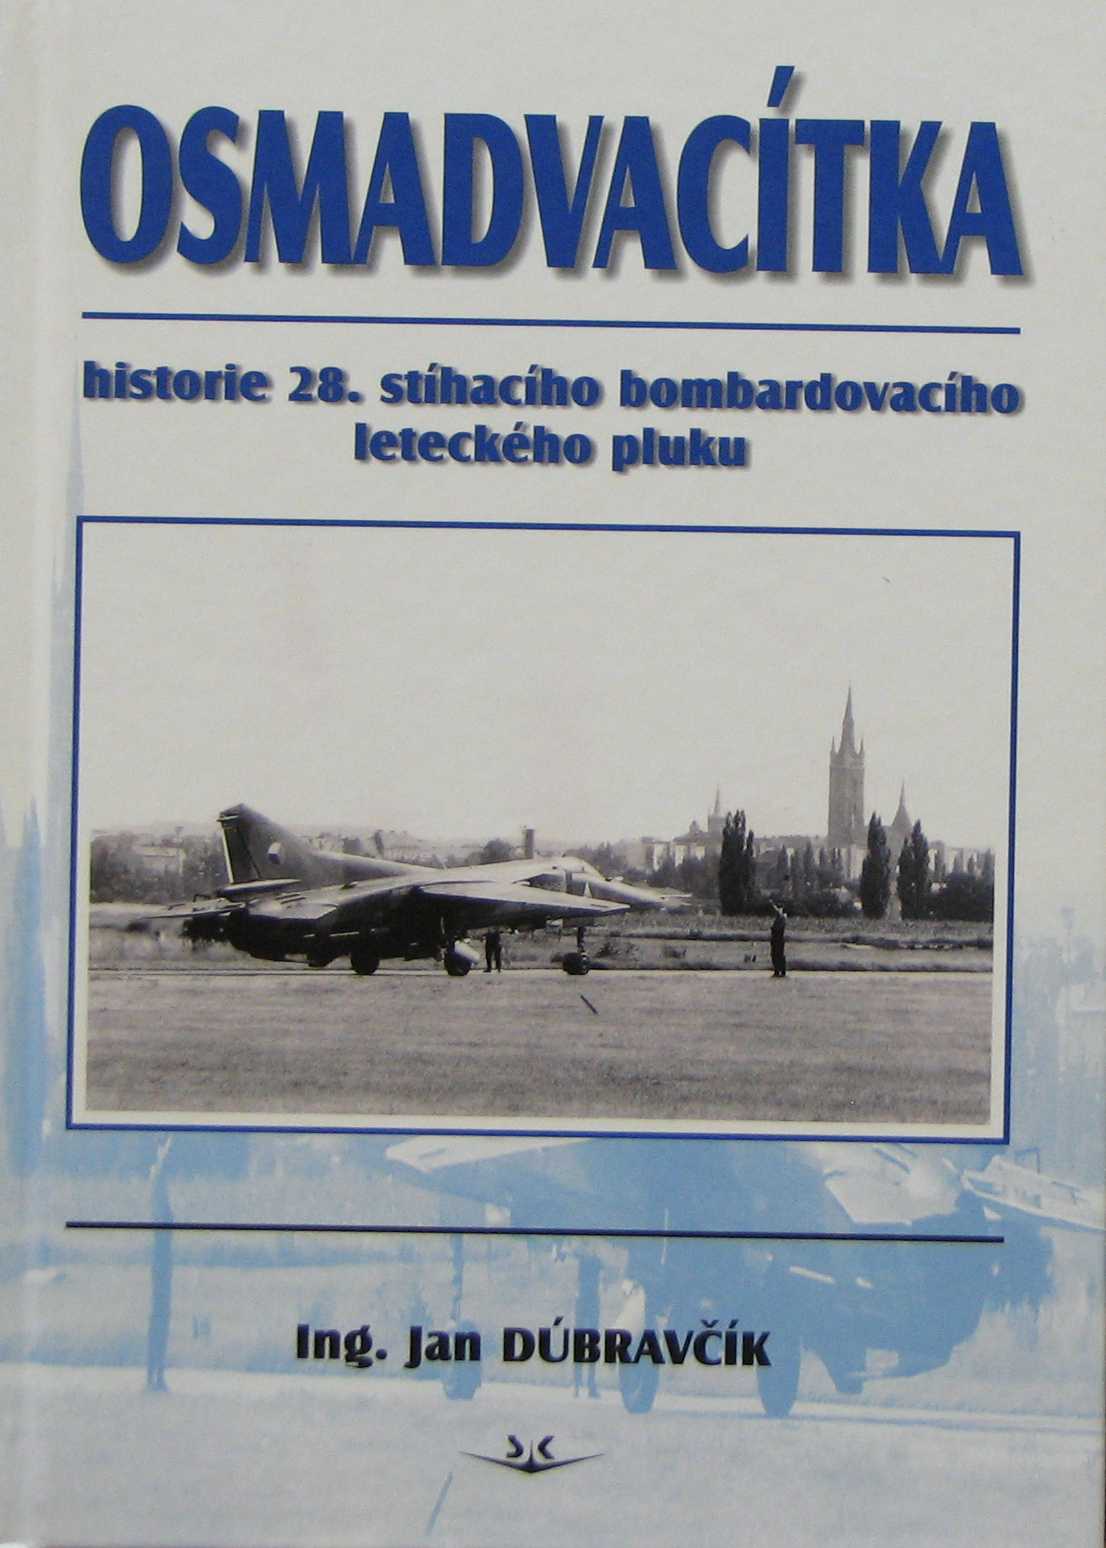 OSMADVACÍTKA
historie 28. stíhacího bombardovacího
leteckého pluku
Ing. Jan DÚBRAVČÍK